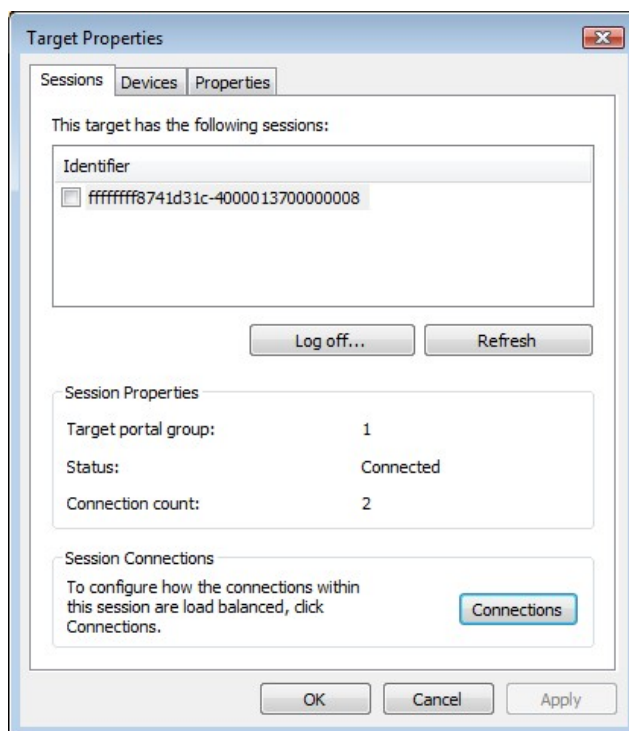 Target Properties
Sessions Devices Properties
This target has the following sessions:
Identifier
ffffffff8741d31c-4000013700000008
Log off... Refresh
Session Properties
Target portal group: 1
Status: Connected
Connection count: 2
Session Connections
To configure how the connections within
this session are load balanced, click
Connections.
Connections
OK Cancel Apply